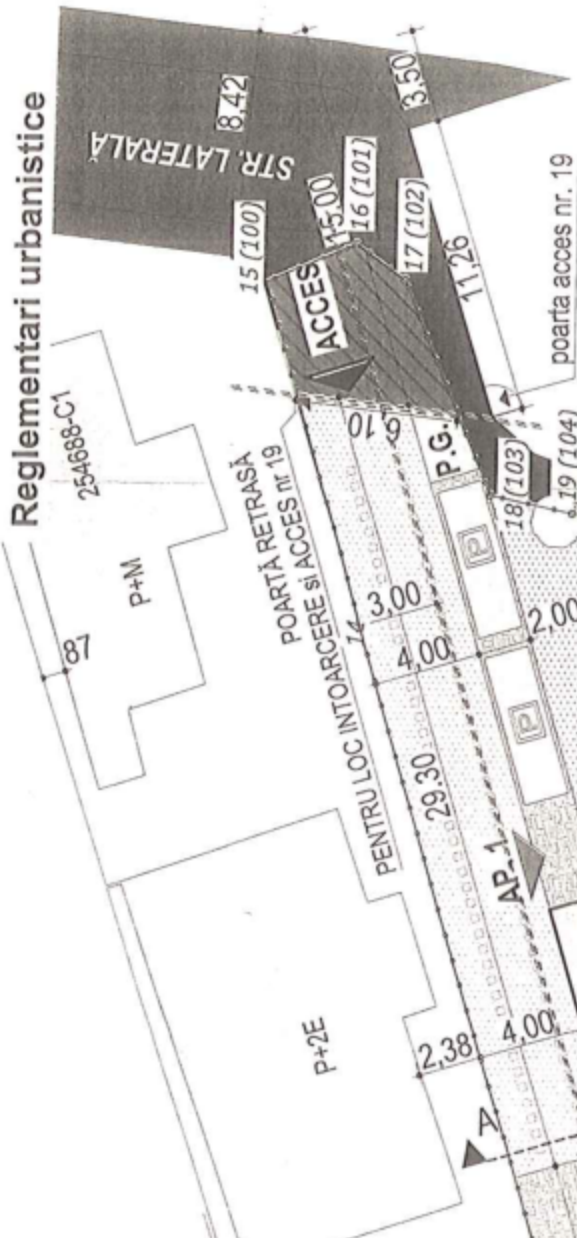 Reglementari urbanistice
STR. LATERALĂ
8,42
3,50
15 (100)
15.00
16 (101)
17 (102)
ACCES
11,26
poarta acces nr. 19
254688-C1
P+M
87
POARTĂ RETRASĂ
PENTRU LOC INTOARCERE si ACCES nr 19
6.10
P.G.
18 (103)
19 (104)
14
3,00
4,00
2,00
P
P
29.30
AP. 1
P+2E
2,38
4,00
A